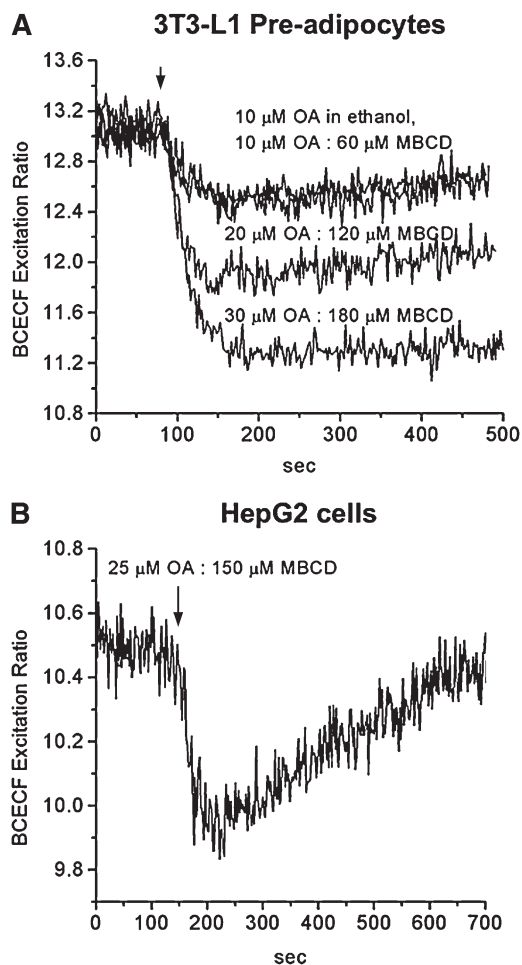 A
3T3-L1 Pre-adipocytes
13.6
13.2
12.8
12.4
12.0
11.6
11.2
10.8
BCECF Excitation Ratio
10 µM OA in ethanol,
10 µM OA : 60 µM MBCD
20 µM OA : 120 µM MBCD
30 µM OA : 180 µM MBCD
0 100 200 300 400 500
sec
B
HepG2 cells
10.8
10.6
10.4
10.2
10.0
9.8
BCECF Excitation Ratio
25 µM OA : 150 µM MBCD
0 100 200 300 400 500 600 700
sec